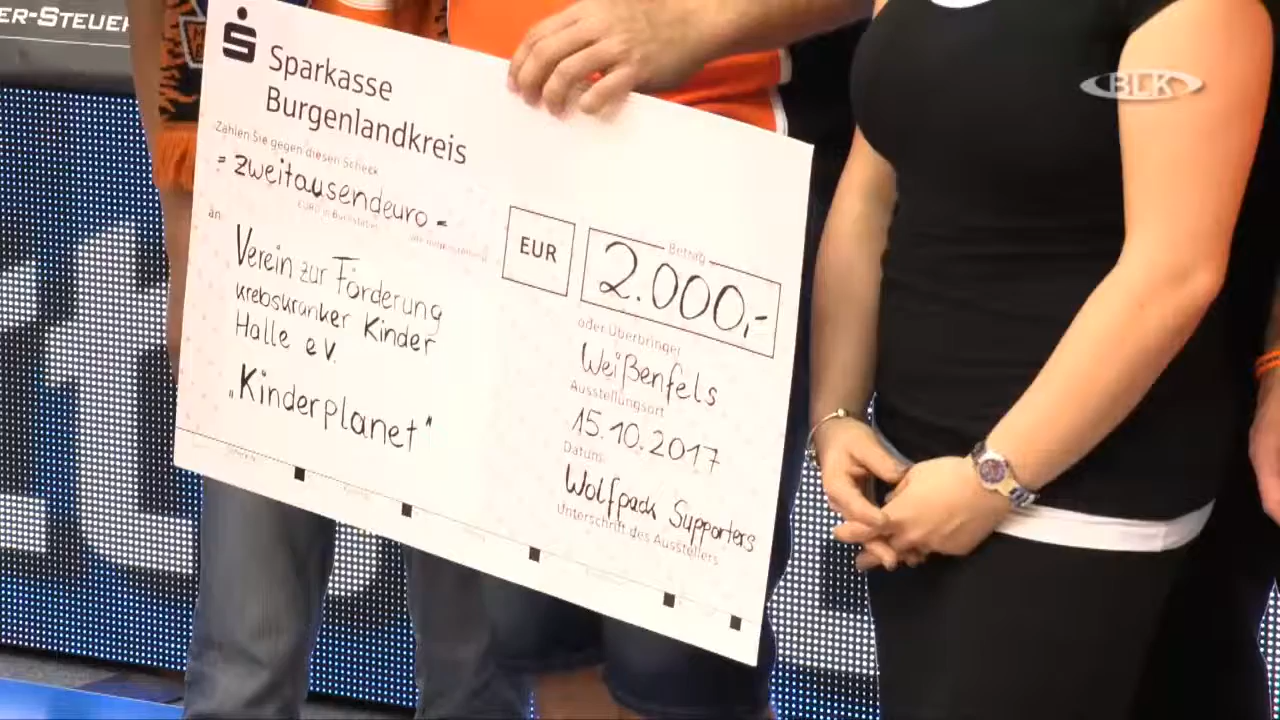 ER-STEUER
BLK
Sparkasse
Burgenlandkreis
Zahlen Sie gegen diesen Scheck
= zweitausendeuro =
an
Verein zur Förderung
krebskranker Kinder
Halle e.V.
„Kinderplanet“
EUR
Betrag
2.000,-
oder Überbringer
Weißenfels
Ausstellungsort
15.10.2017
Datum
Wolfpack Supporters
Unterschrift des Ausstellers